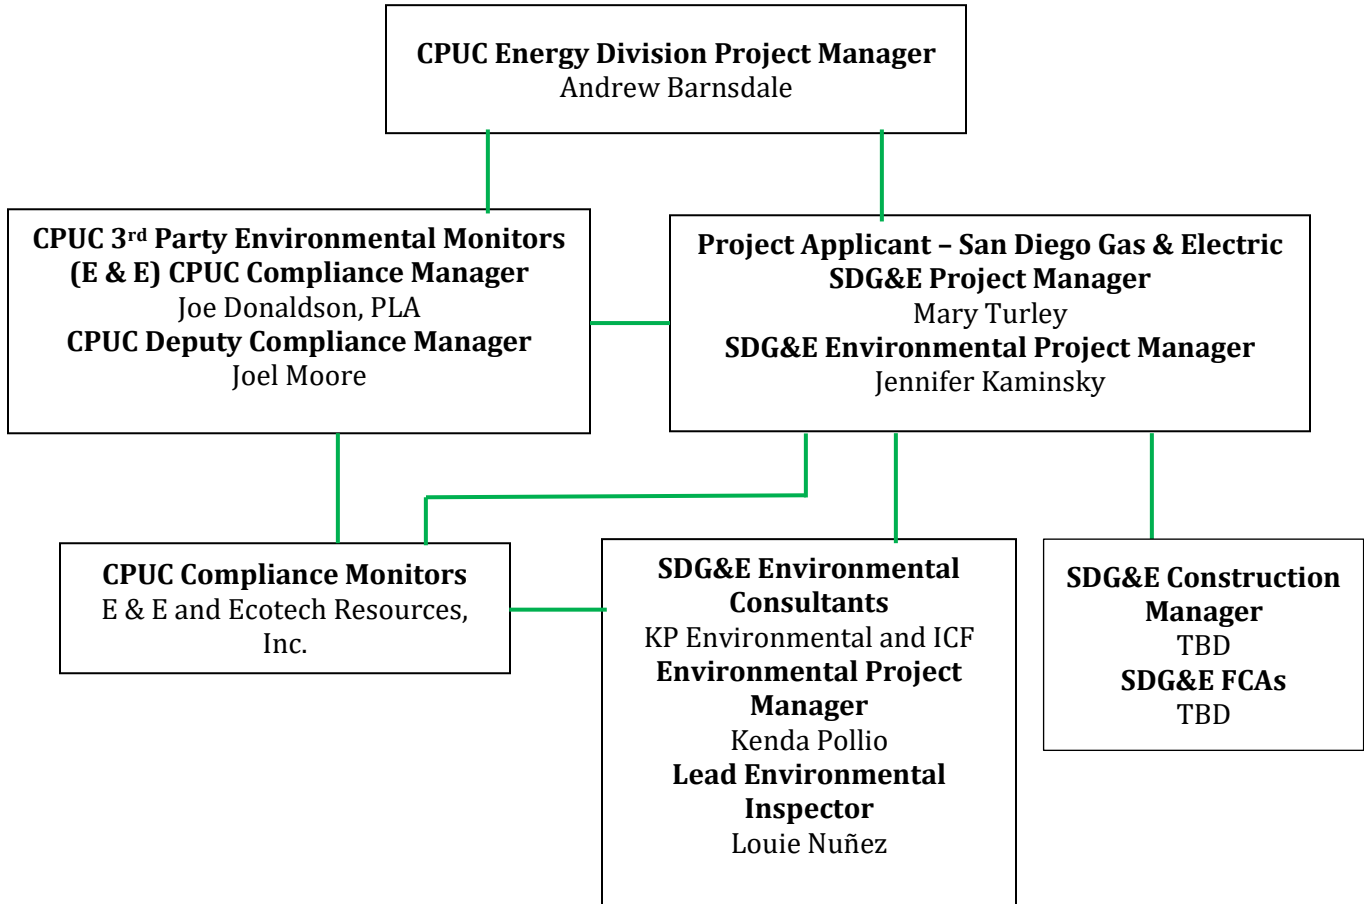 CPUC Energy Division Project Manager
Andrew Barnsdale
CPUC 3rd Party Environmental Monitors
(E & E) CPUC Compliance Manager
Joe Donaldson, PLA
CPUC Deputy Compliance Manager
Joel Moore
Project Applicant – San Diego Gas & Electric
SDG&E Project Manager
Mary Turley
SDG&E Environmental Project Manager
Jennifer Kaminsky
CPUC Compliance Monitors
E & E and Ecotech Resources,
Inc.
SDG&E Environmental
Consultants
KP Environmental and ICF
Environmental Project
Manager
Kenda Pollio
Lead Environmental
Inspector
Louie Nuñez
SDG&E Construction
Manager
TBD
SDG&E FCAs
TBD